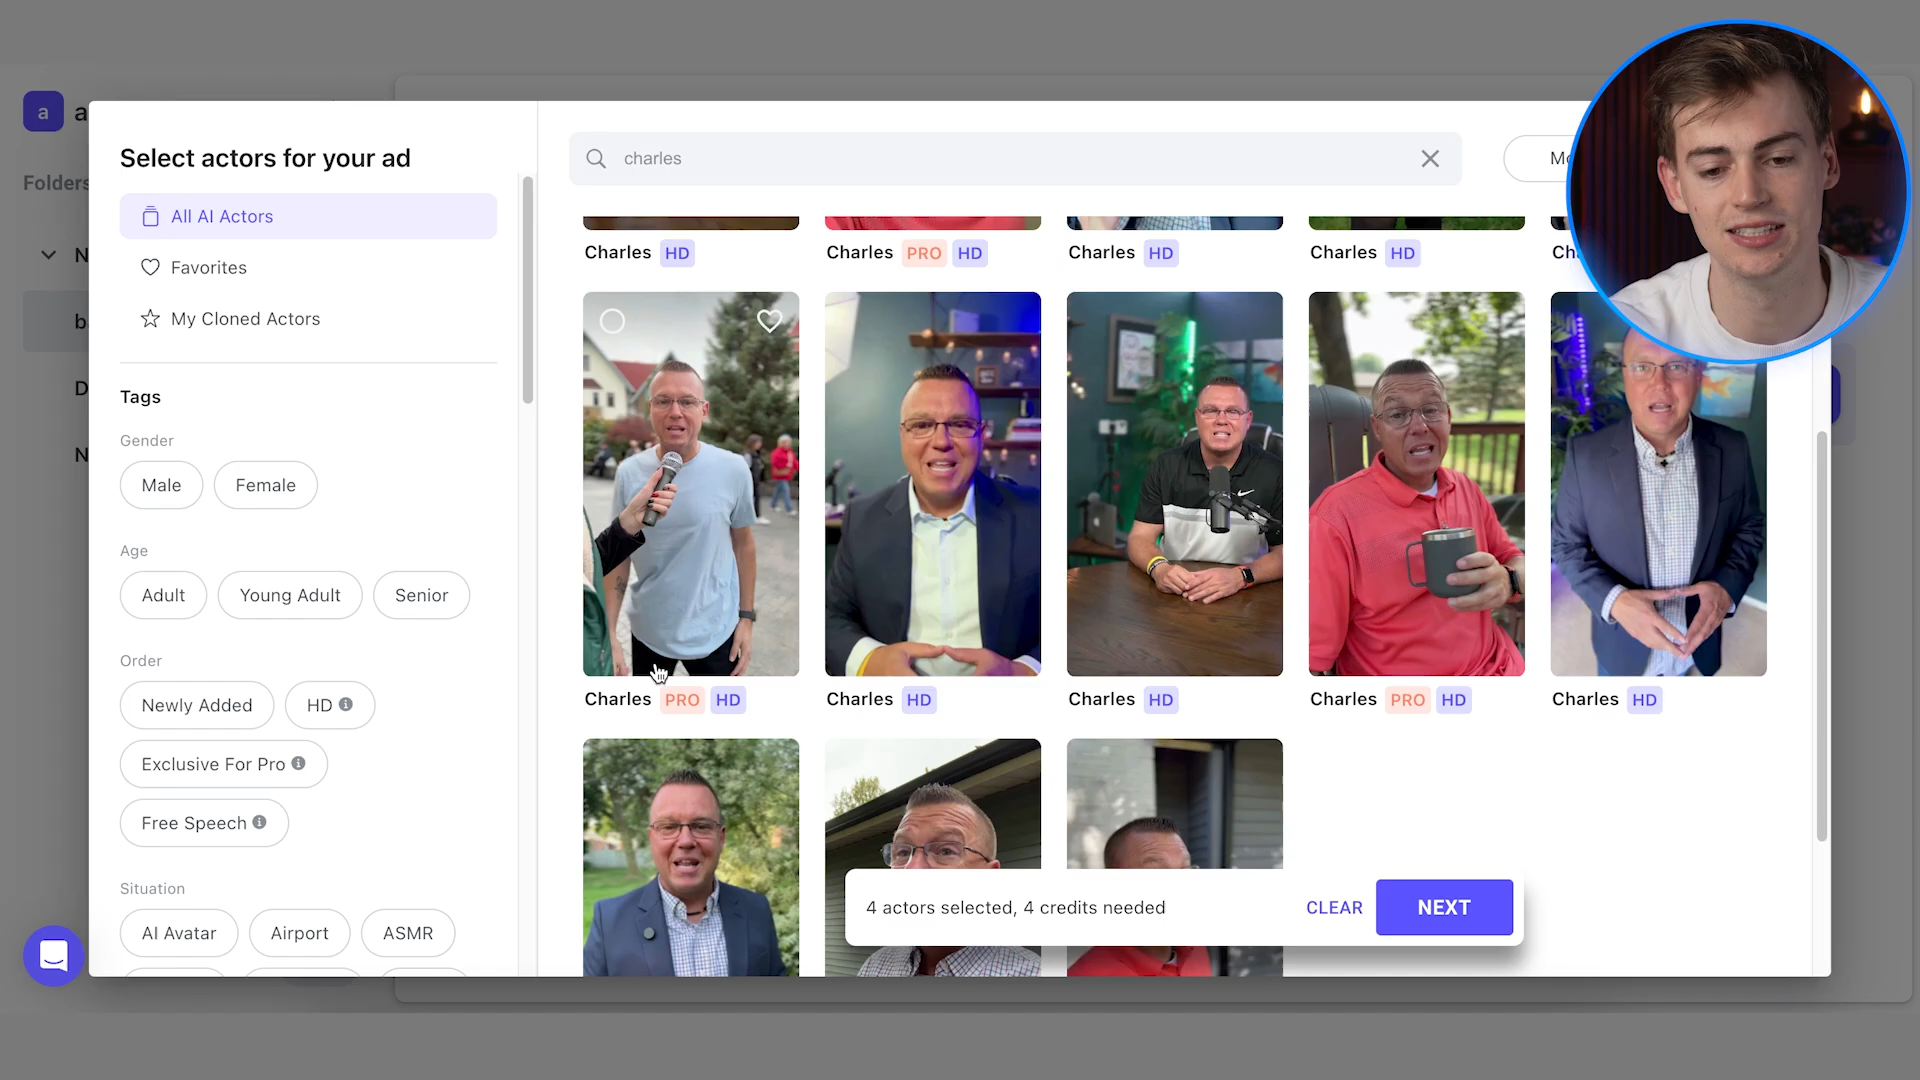 a a
Folders
N
b
D
N
Select actors for your ad
All AI Actors
Favorites
My Cloned Actors
Tags
Gender
Male Female
Age
Adult Young Adult Senior
Order
Newly Added HD
Exclusive For Pro
Free Speech
Situation
AI Avatar Airport ASMR
charles
Charles HD
Charles PRO HD
Charles HD
Charles HD
Charles PRO HD
Charles HD
Charles HD
Charles PRO HD
Charles HD
4 actors selected, 4 credits needed
CLEAR
NEXT